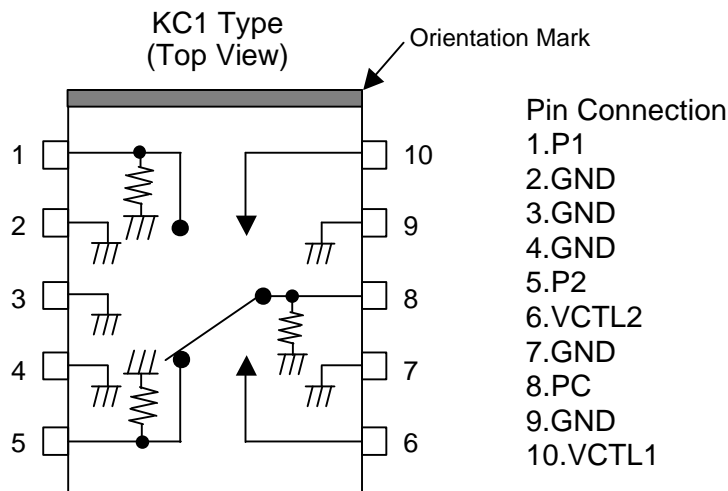 KC1 Type
(Top View)
Orientation Mark
1
2
3
4
5
10
9
8
7
6
Pin Connection
1.P1
2.GND
3.GND
4.GND
5.P2
6.VCTL2
7.GND
8.PC
9.GND
10.VCTL1